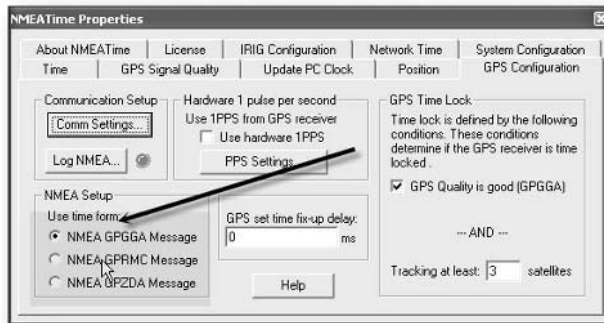 NMEATime Properties
About NMEATime
License
IRIG Configuration
Network Time
System Configuration
Time
GPS Signal Quality
Update PC Clock
Position
GPS Configuration
Communication Setup
Comm Settings...
Log NMEA...
Hardware 1 pulse per second
Use 1PPS from GPS receiver
Use hardware 1PPS
PPS Settings
GPS Time Lock
Time lock is defined by the following
conditions. These conditions
determine if the GPS receiver is time
locked .
GPS Quality is good (GPGGA)
--- AND ---
Tracking at least: 3 satellites
NMEA Setup
Use time form:
NMEA GPGGA Message
NMEA GPRMC Message
NMEA GPZDA Message
GPS set time fix-up delay:
0 ms
Help